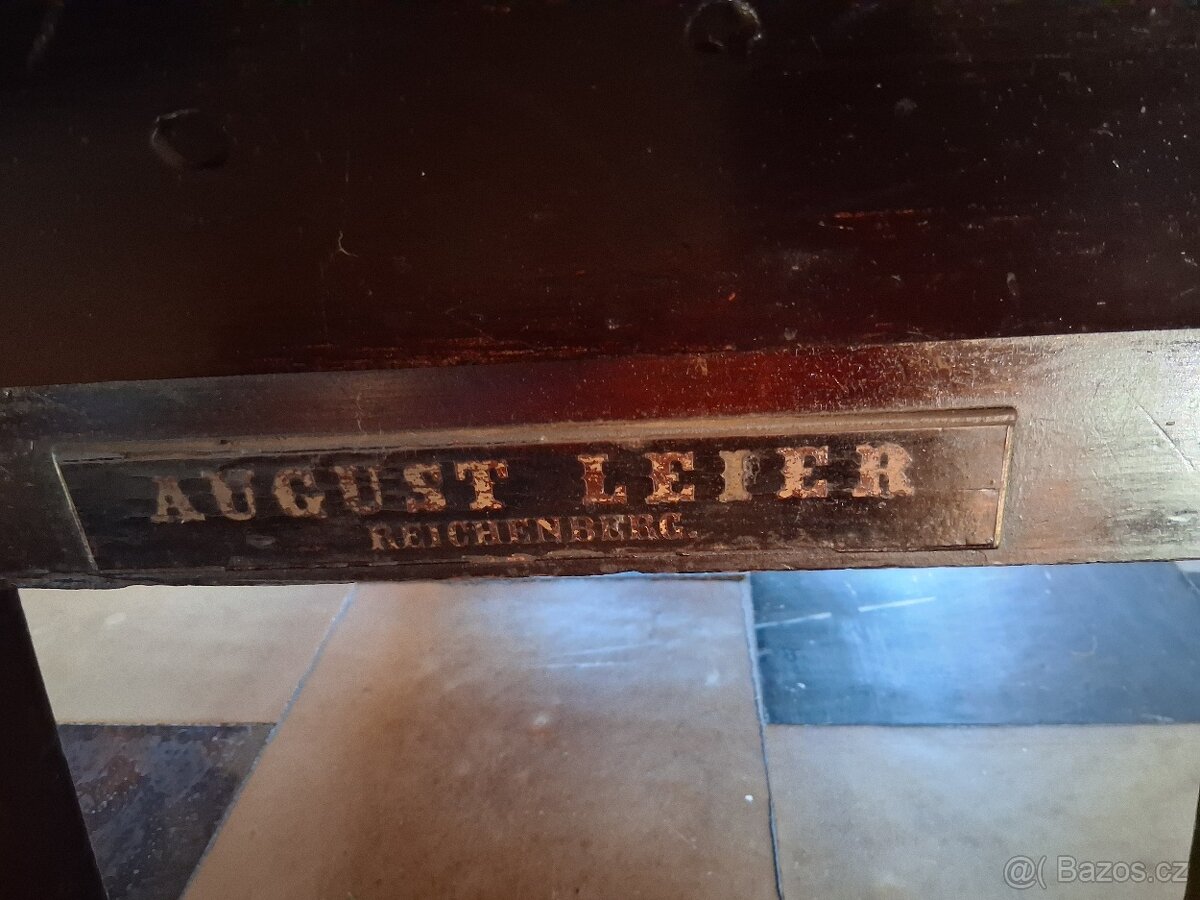 AUGUST LEIER
REICHENBERG.
@( Bazos.cz